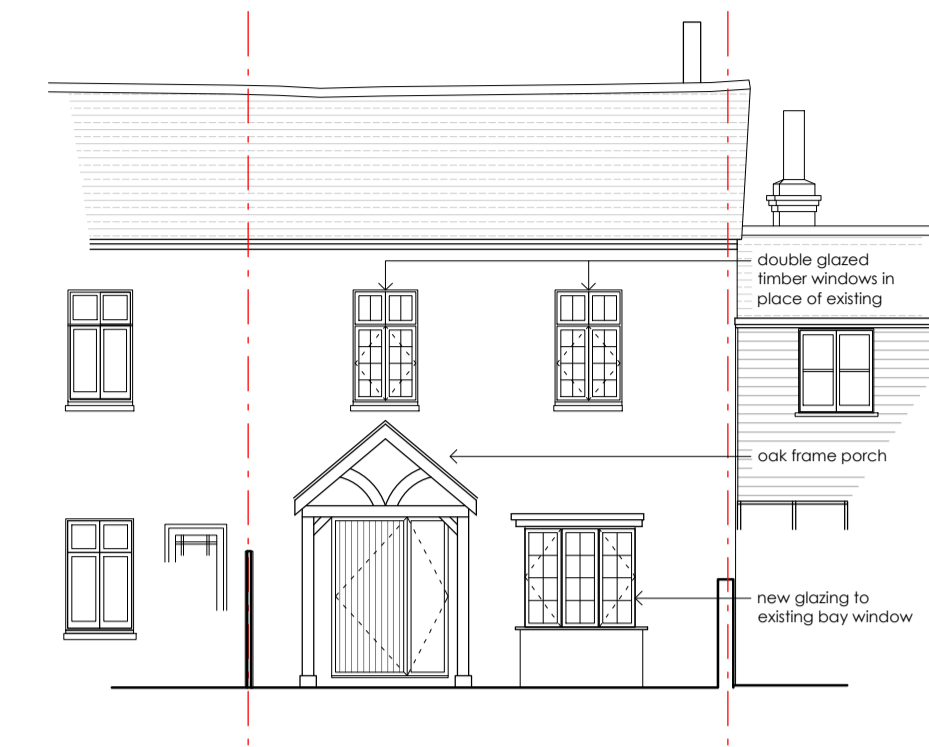 double glazed
timber windows in
place of existing
oak frame porch
new glazing to
existing bay window